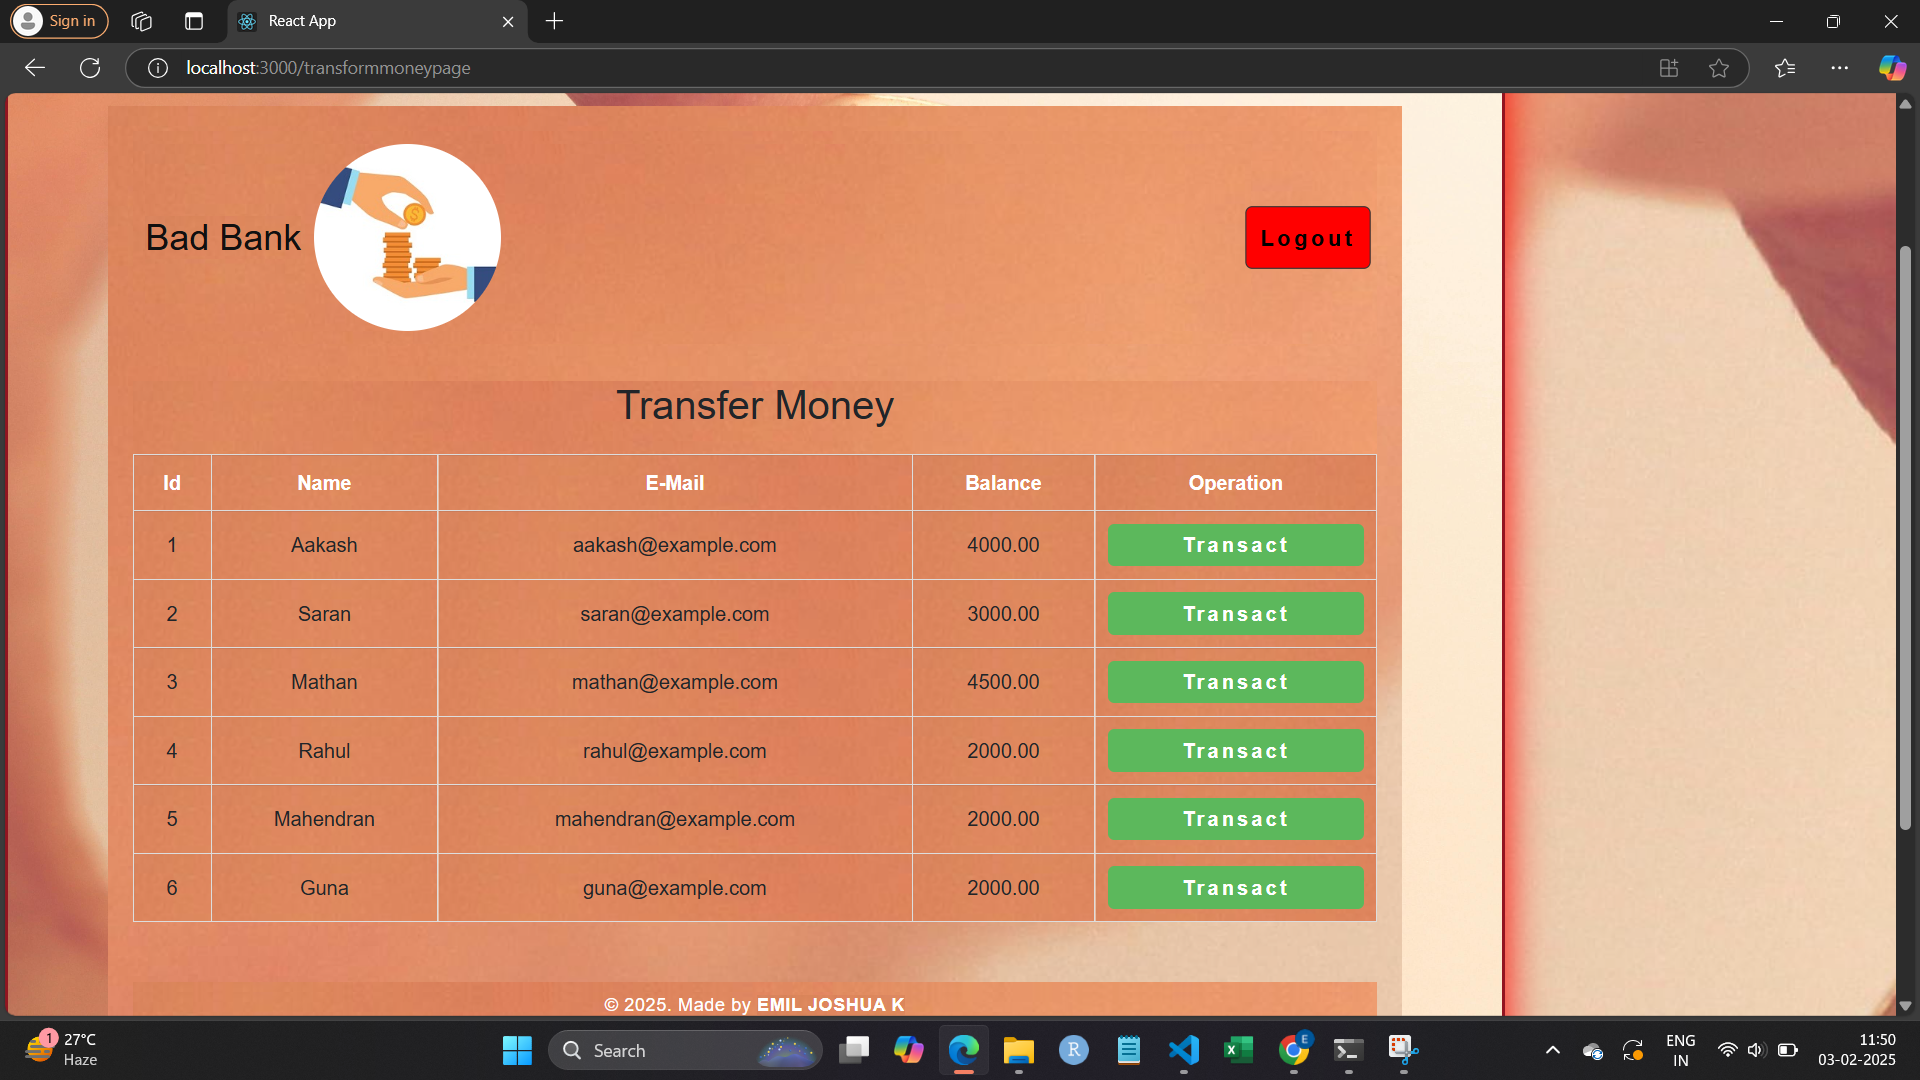 Sign in
React App
localhost:3000/transformmoneypage
Bad Bank
$
Logout
Transfer Money
Id Name E-Mail Balance Operation
1 Aakash aakash@example.com 4000.00 Transact
2 Saran saran@example.com 3000.00 Transact
3 Mathan mathan@example.com 4500.00 Transact
4 Rahul rahul@example.com 2000.00 Transact
5 Mahendran mahendran@example.com 2000.00 Transact
6 Guna guna@example.com 2000.00 Transact
© 2025. Made by EMIL JOSHUA K
1
27°C
Haze
Search
R
X
E
ENG
IN
11:50
03-02-2025